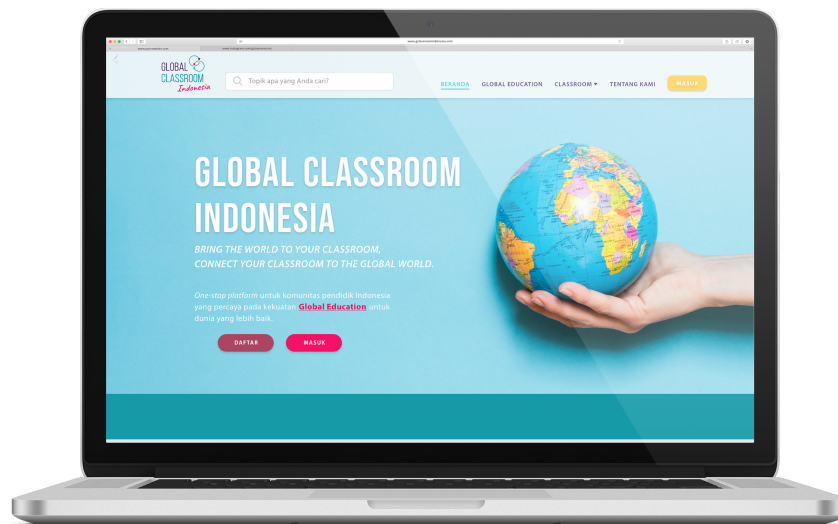 GLOBAL
CLASSROOM
Indonesia
Topik apa yang Anda cari?
BERANDA
GLOBAL EDUCATION
CLASSROOM
TENTANG KAMI
MASUK
GLOBAL CLASSROOM
INDONESIA
BRING THE WORLD TO YOUR CLASSROOM,
CONNECT YOUR CLASSROOM TO THE GLOBAL WORLD.
One-stop platform untuk komunitas pendidik Indonesia
yang percaya pada kekuatan Global Education untuk
dunia yang lebih baik.
DAFTAR
MASUK